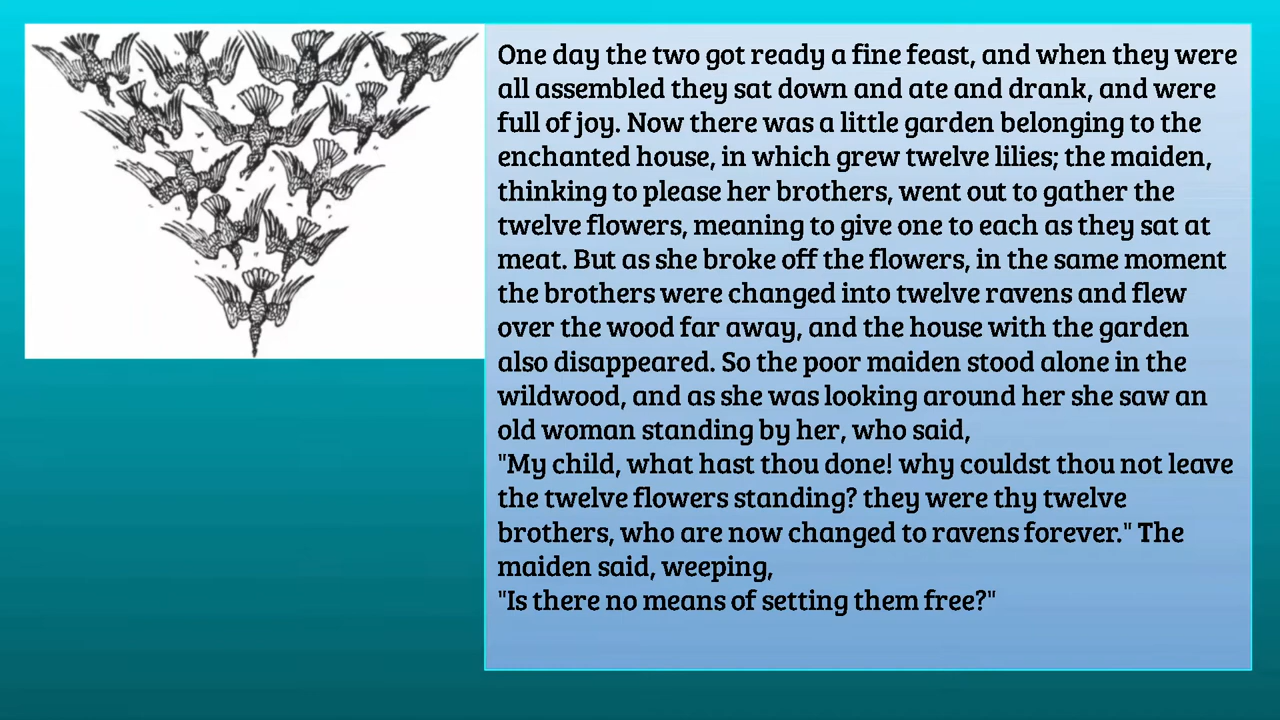 One day the two got ready a fine feast, and when they were
all assembled they sat down and ate and drank, and were
full of joy. Now there was a little garden belonging to the
enchanted house, in which grew twelve lilies; the maiden,
thinking to please her brothers, went out to gather the
twelve flowers, meaning to give one to each as they sat at
meat. But as she broke off the flowers, in the same moment
the brothers were changed into twelve ravens and flew
over the wood far away, and the house with the garden
also disappeared. So the poor maiden stood alone in the
wildwood, and as she was looking around her she saw an
old woman standing by her, who said,
"My child, what hast thou done! why couldst thou not leave
the twelve flowers standing? they were thy twelve
brothers, who are now changed to ravens forever." The
maiden said, weeping,
"Is there no means of setting them free?"